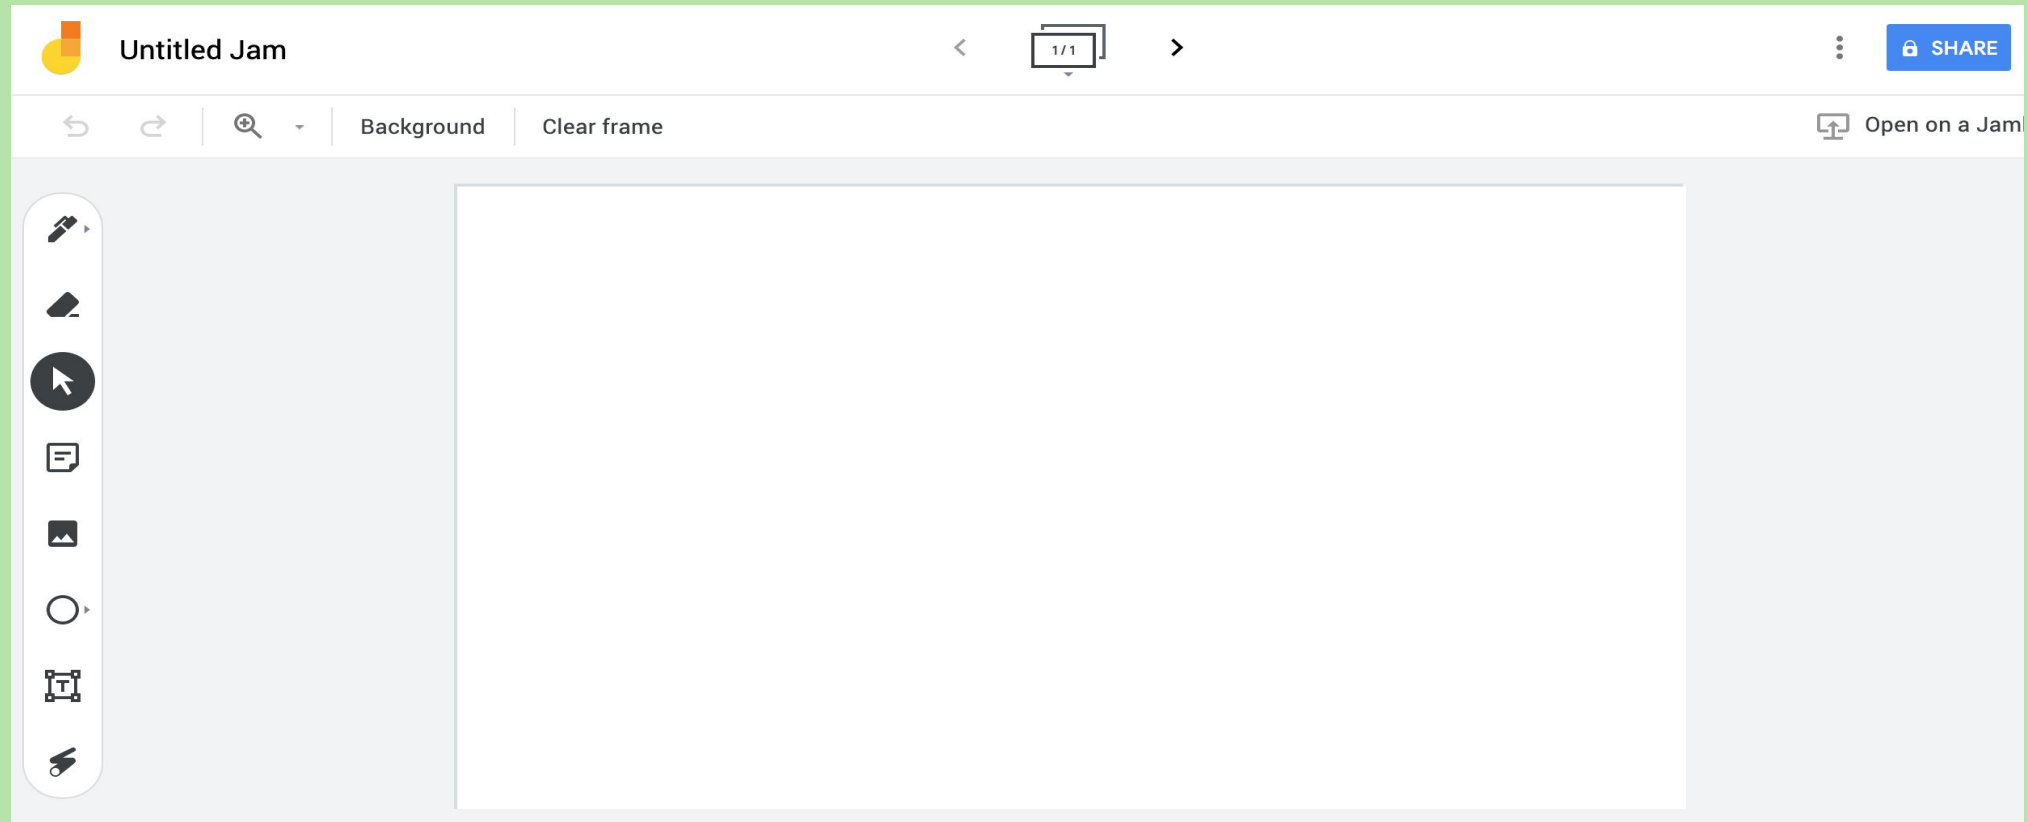 Untitled Jam
1/1
SHARE
Background
Clear frame
Open on a Jam
T